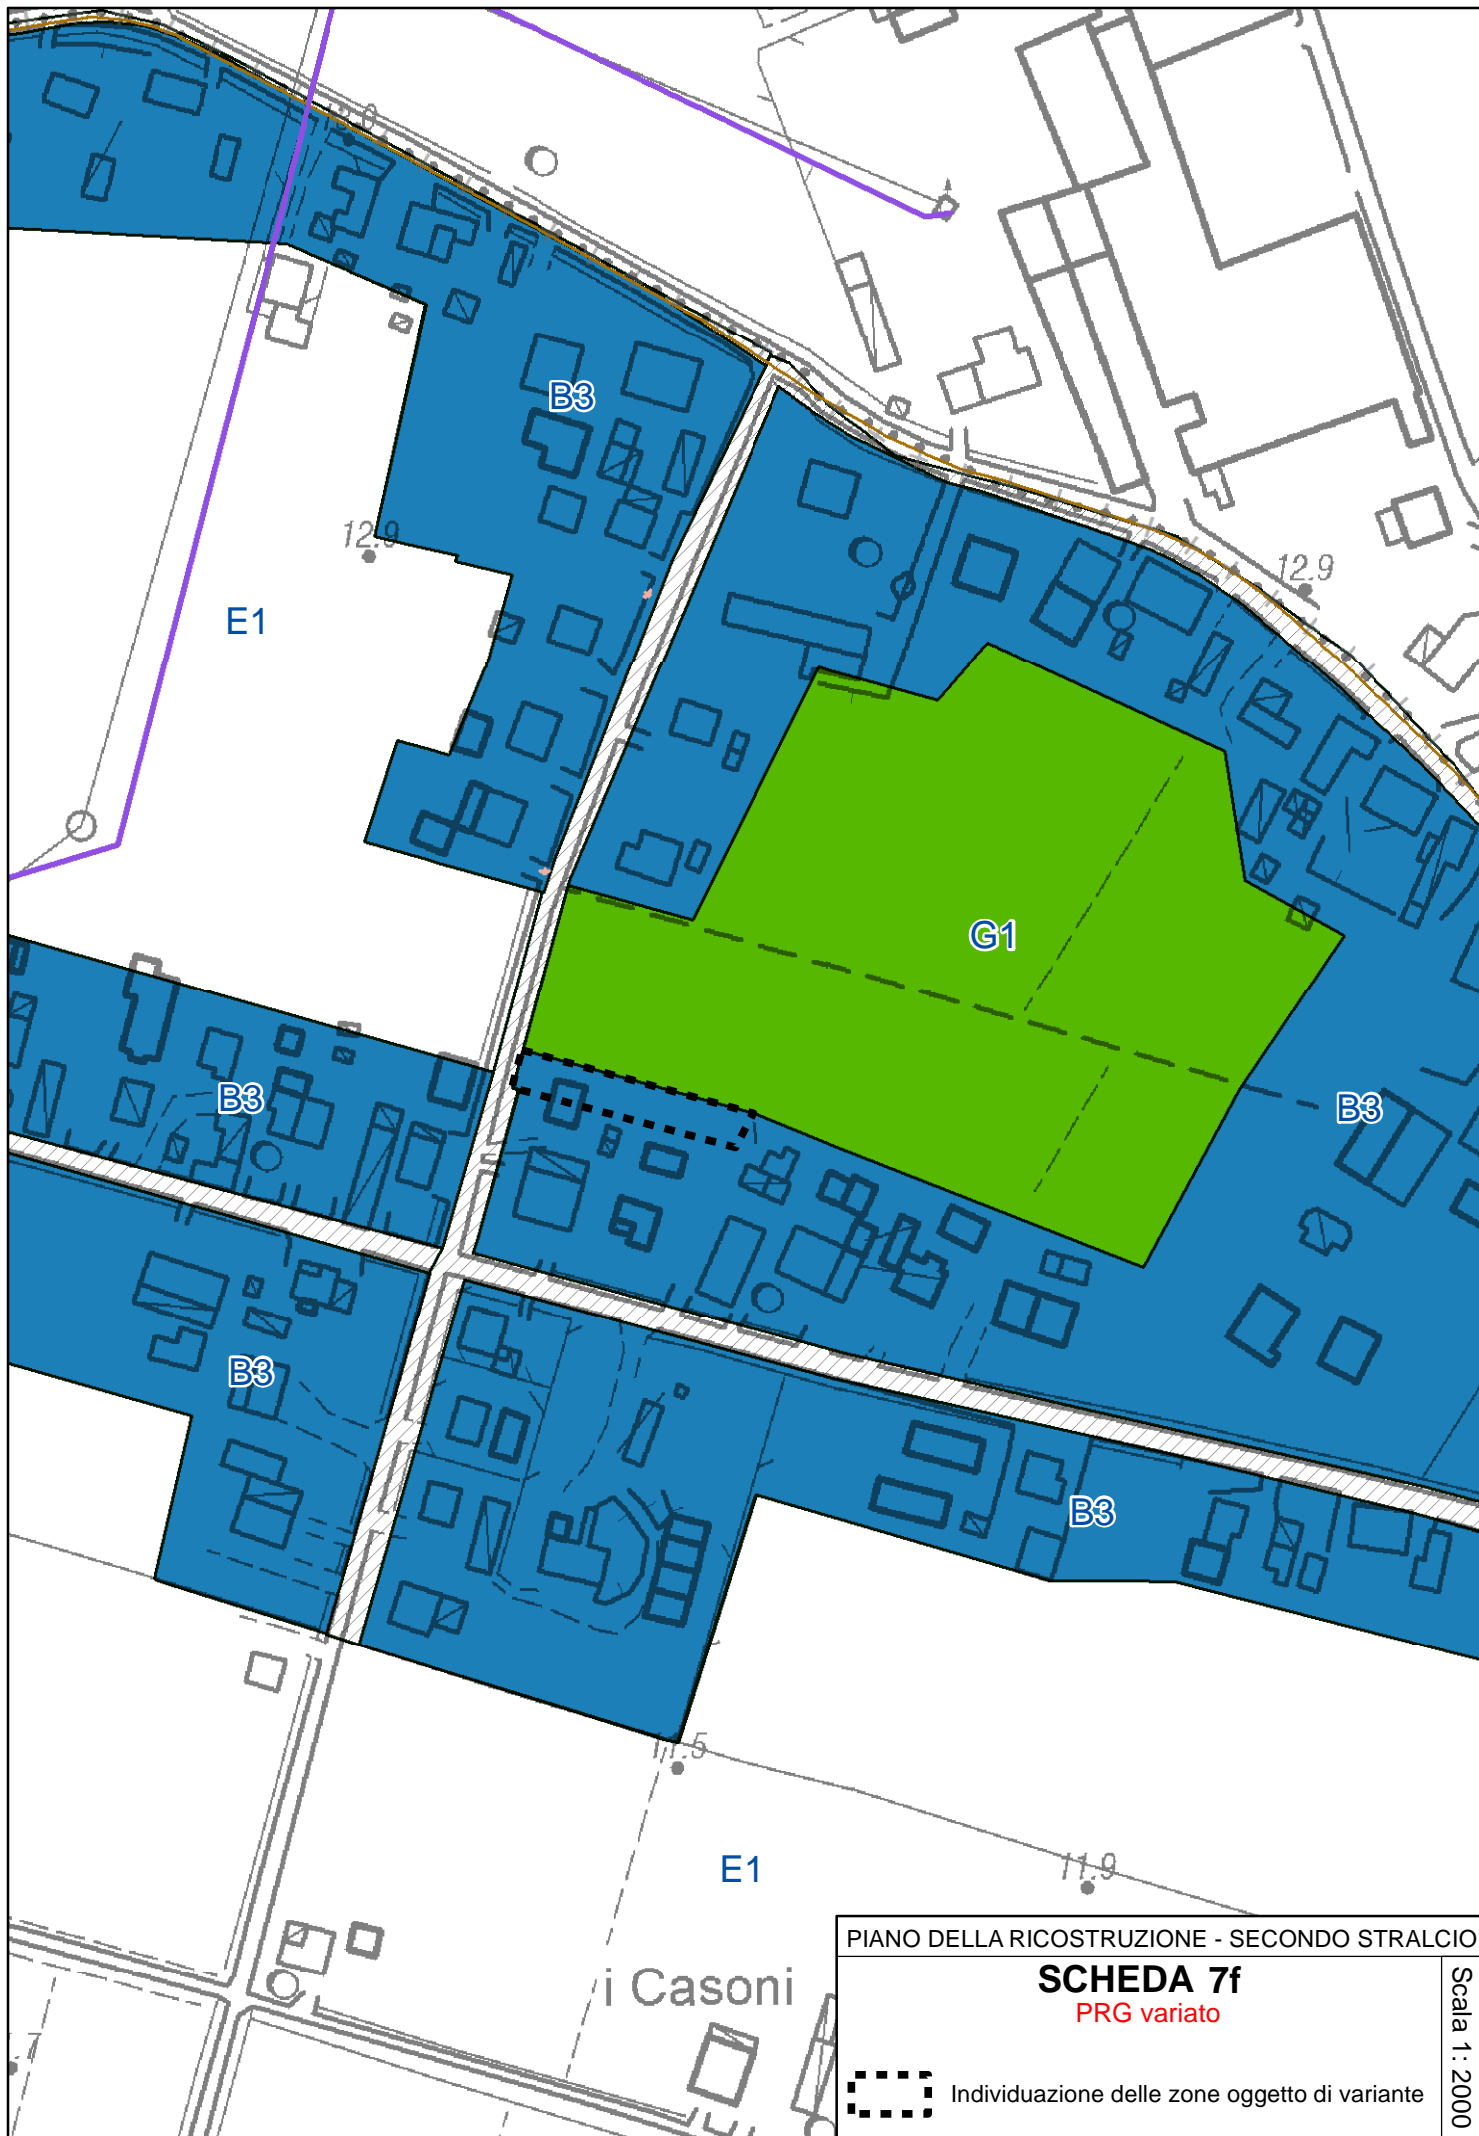 B3
12.9
12.9
E1
G1
B3
B3
B3
B3
11.5
E1
11.9
i Casoni
PIANO DELLA RICOSTRUZIONE - SECONDO STRALCIO
SCHEDA 7f
PRG variato
Individuazione delle zone oggetto di variante
Scala 1: 2000